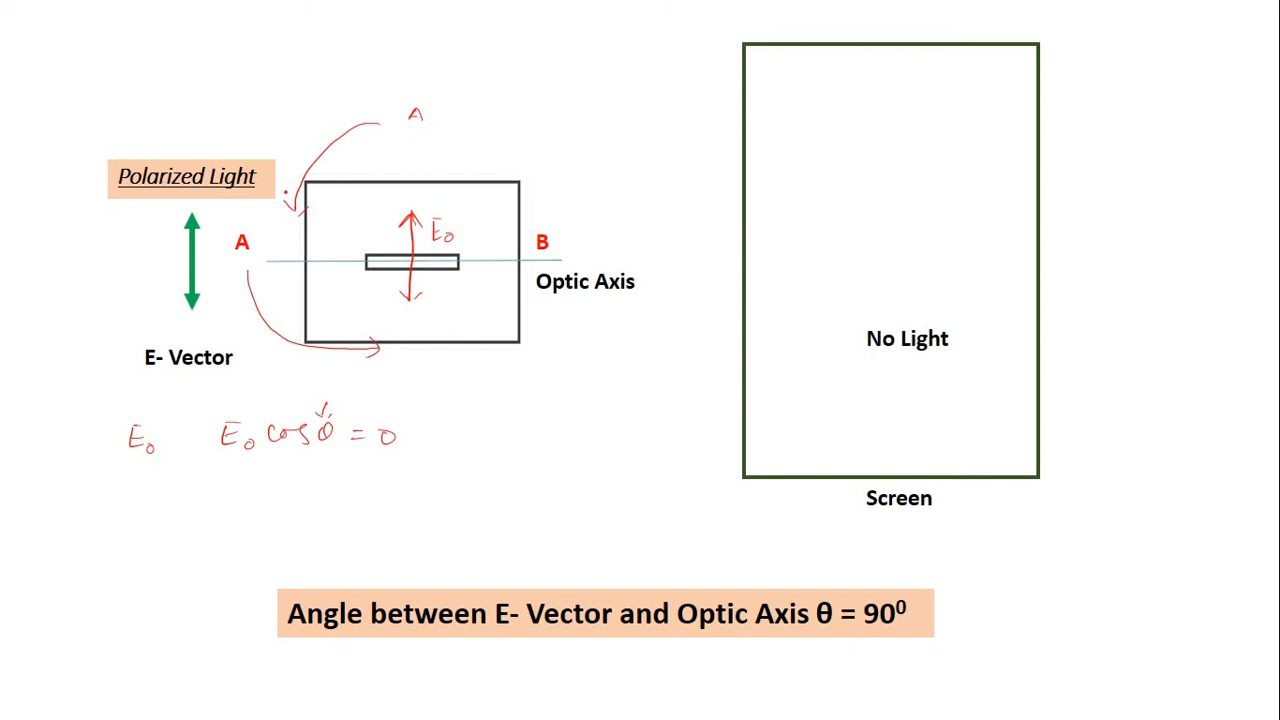 A
Polarized Light
E₀
A
B
Optic Axis
No Light
E- Vector
E₀ E₀ cosθ = 0
Screen
Angle between E- Vector and Optic Axis θ = 90⁰